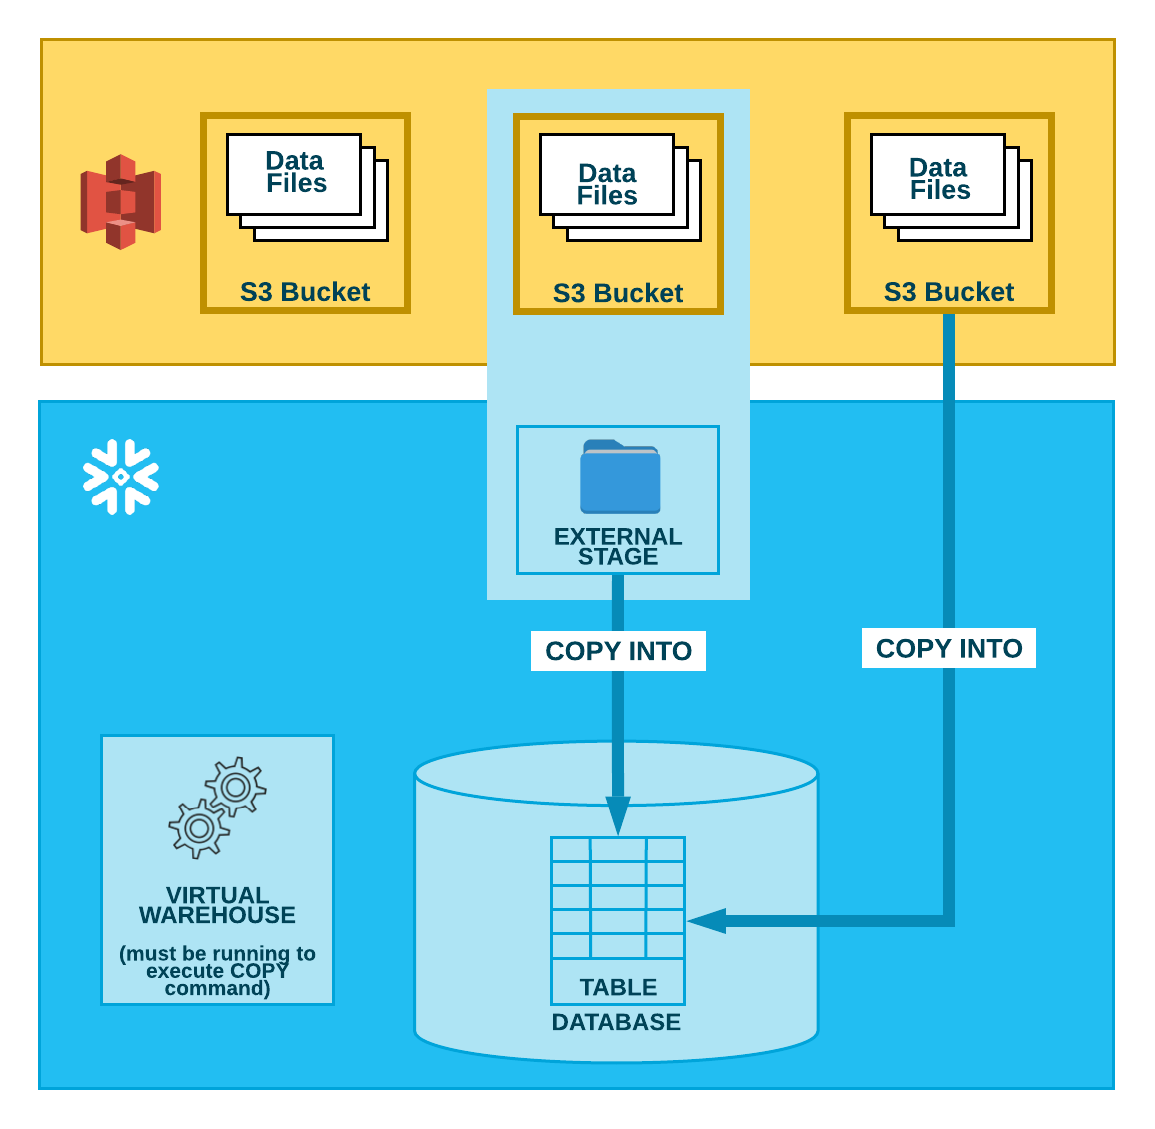 Data
Files
S3 Bucket
Data
Files
S3 Bucket
Data
Files
S3 Bucket
EXTERNAL
STAGE
COPY INTO
COPY INTO
VIRTUAL
WAREHOUSE
(must be running to
execute COPY
command)
TABLE
DATABASE